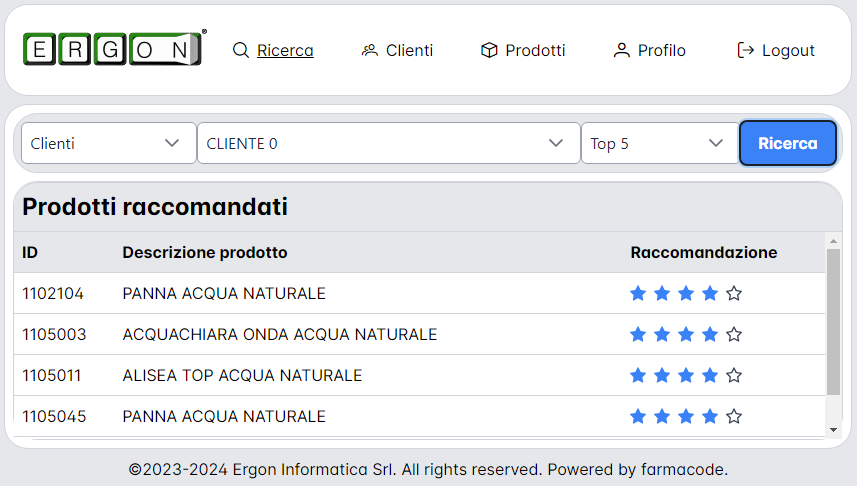 ERGON® Ricerca Clienti Prodotti Profilo Logout
Clienti CLIENTE 0 Top 5 Ricerca
Prodotti raccomandati
ID Descrizione prodotto Raccomandazione
1102104 PANNA ACQUA NATURALE
1105003 ACQUACHIARA ONDA ACQUA NATURALE
1105011 ALISEA TOP ACQUA NATURALE
1105045 PANNA ACQUA NATURALE
©2023-2024 Ergon Informatica Srl. All rights reserved. Powered by farmacode.